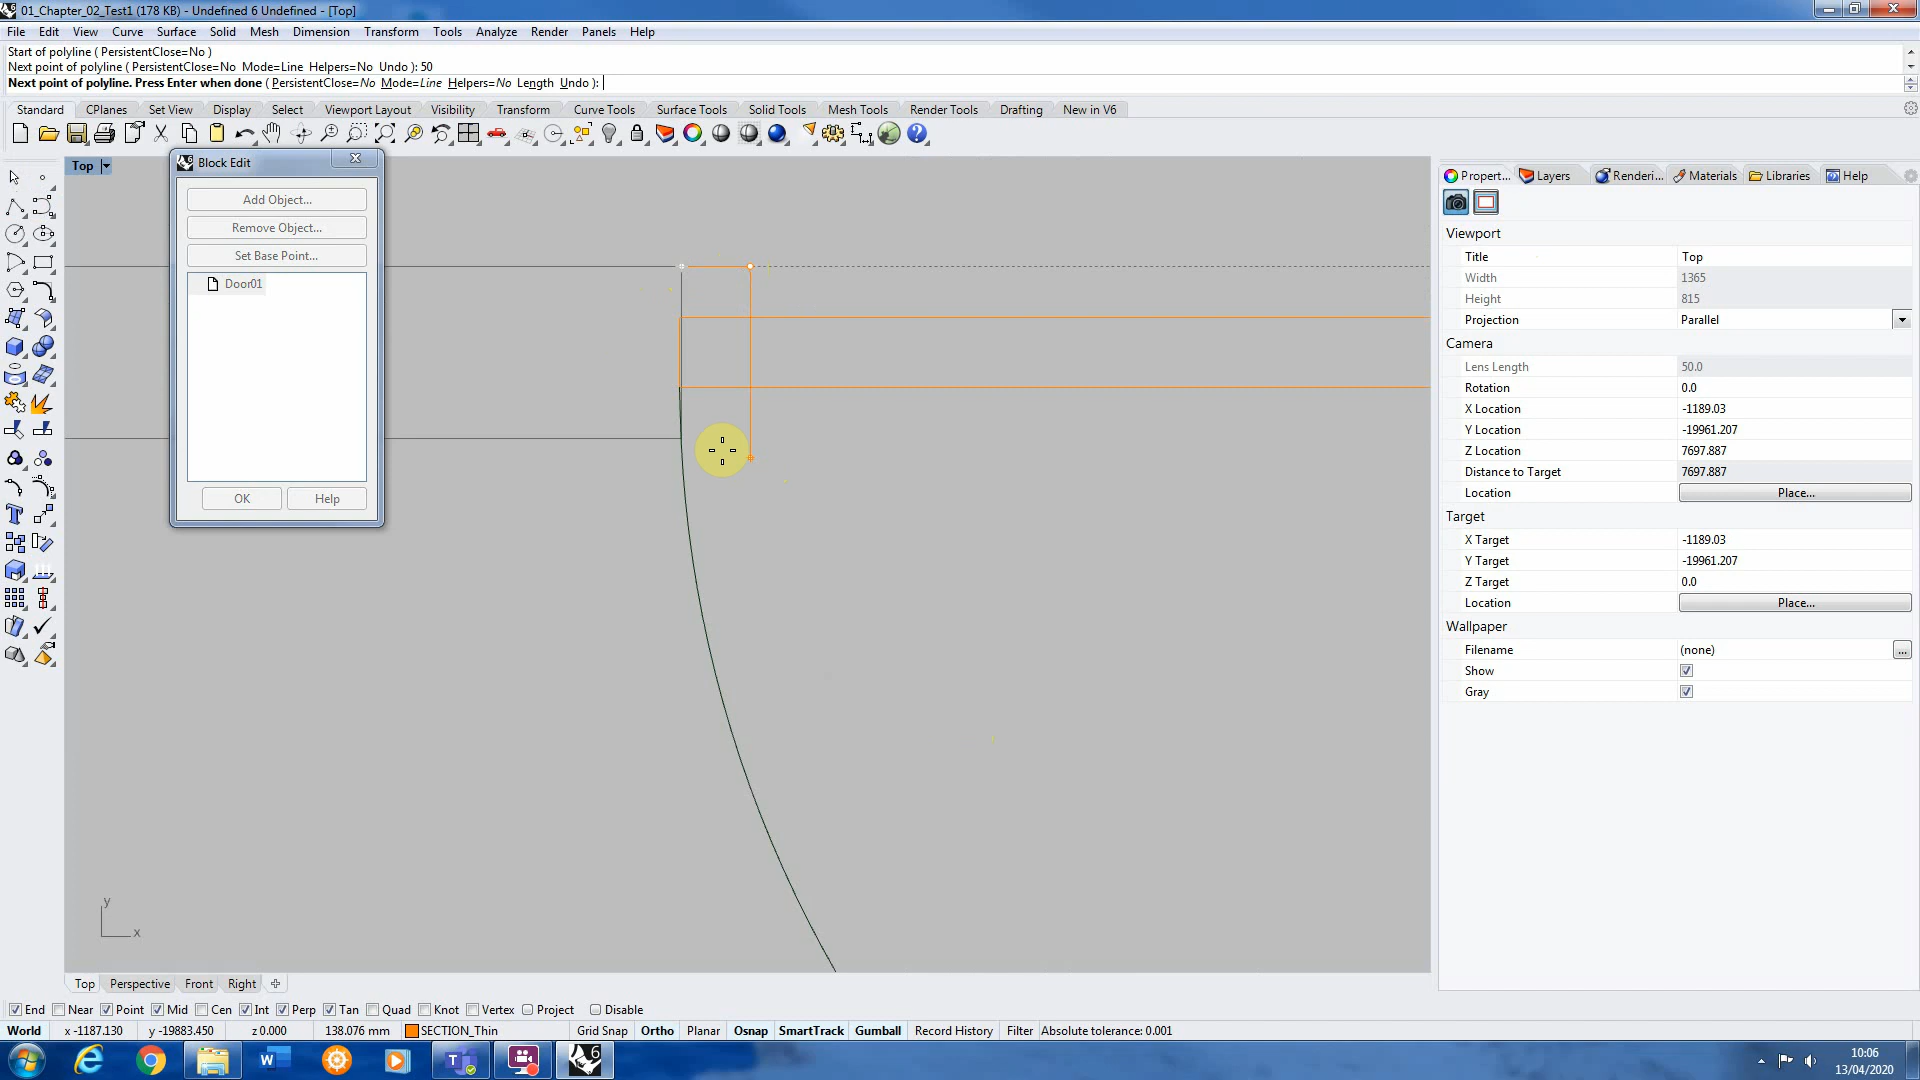 01_Chapter_02_Test1 (178 KB) - Undefined 6 Undefined - [Top]
File Edit View Curve Surface Solid Mesh Dimension Transform Tools Analyze Render Panels Help
Start of polyline ( PersistentClose=No )
Next point of polyline ( PersistentClose=No Mode=Line Helpers=No Undo ): 50
Next point of polyline. Press Enter when done ( PersistentClose=No Mode=Line Helpers=No Length Undo ):
Standard CPlanes Set View Display Select Viewport Layout Visibility Transform Curve Tools Surface Tools Solid Tools Mesh Tools Render Tools Drafting New in V6
Top
Block Edit
Add Object...
Remove Object...
Set Base Point...
Door01
OK Help
y
x
Propert... Layers Renderi... Materials Libraries Help
Viewport
Title Top
Width 1365
Height 815
Projection Parallel
Camera
Lens Length 50.0
Rotation 0.0
X Location -1189.03
Y Location -19961.207
Z Location 7697.887
Distance to Target 7697.887
Location Place...
Target
X Target -1189.03
Y Target -19961.207
Z Target 0.0
Location Place...
Wallpaper
Filename (none) ...
Show
Gray
Top Perspective Front Right
End Near Point Mid Cen Int Perp Tan Quad Knot Vertex Project Disable
World x -1187.130 y -19883.450 z 0.000 138.076 mm SECTION_Thin Grid Snap Ortho Planar Osnap SmartTrack Gumball Record History Filter Absolute tolerance: 0.001
10:06
13/04/2020